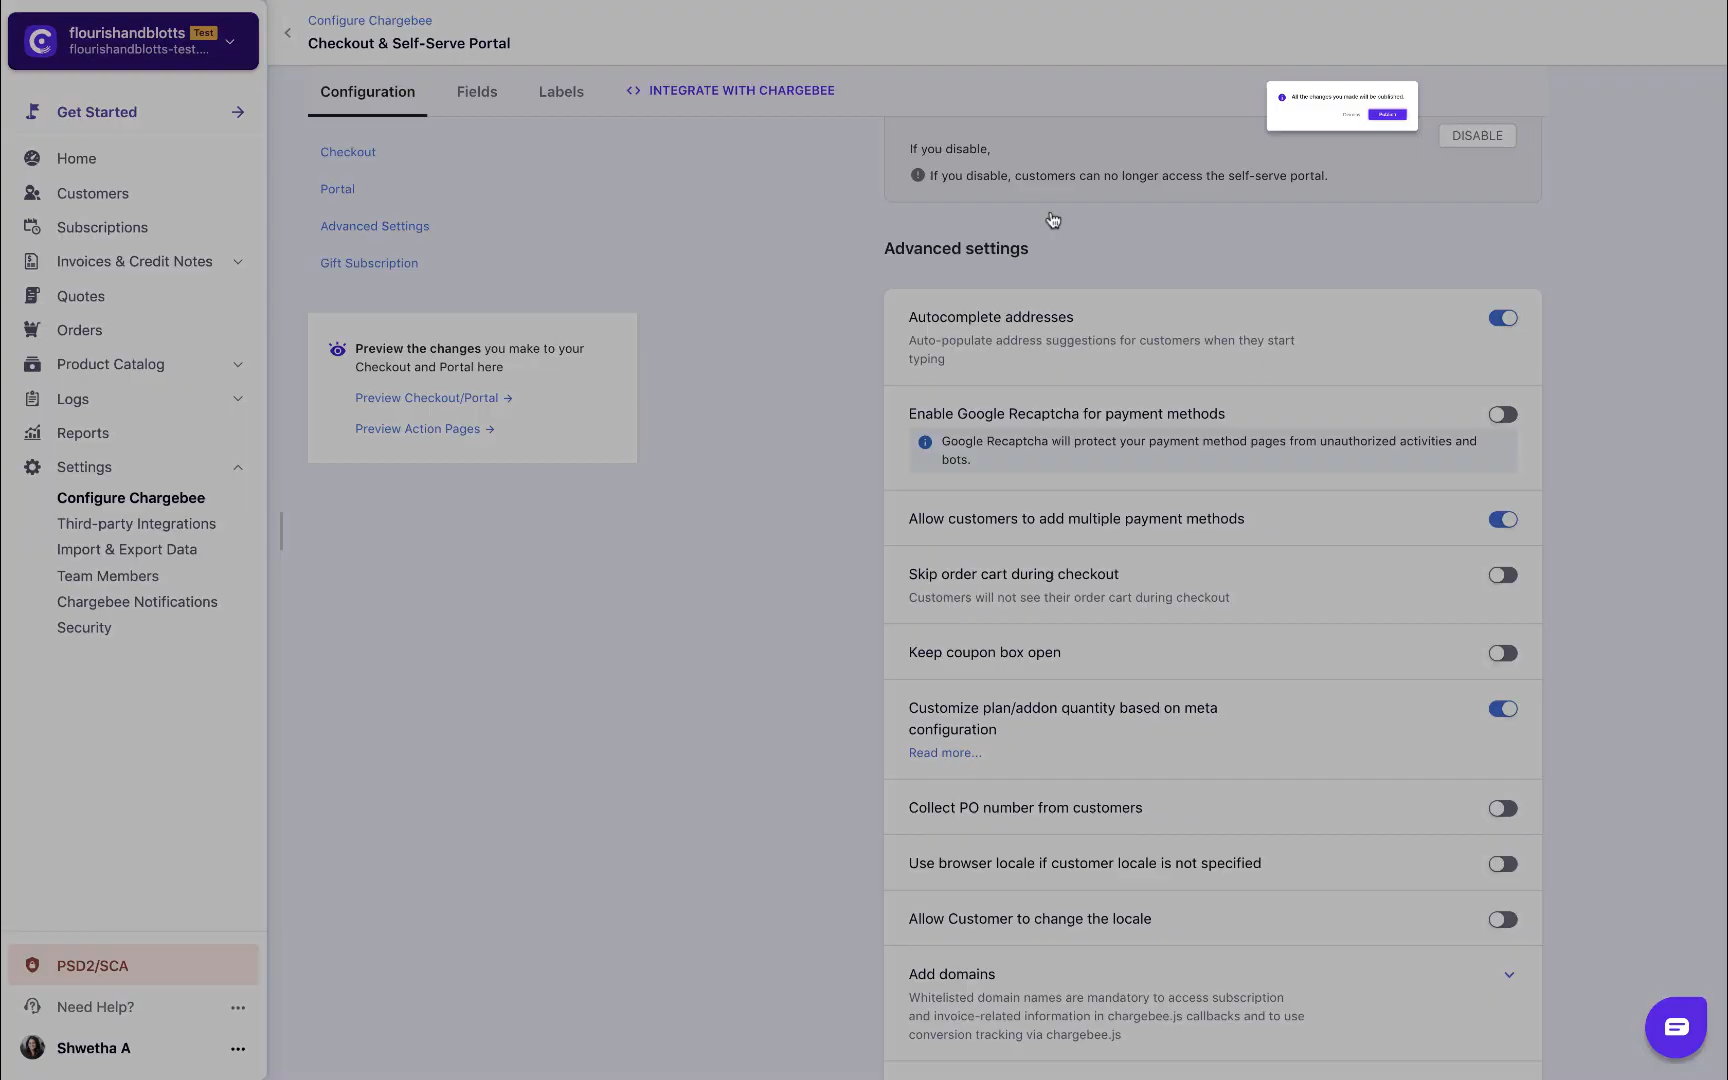 flourishandblotts Test
flourishandblotts-test....
Get Started
Home
Customers
Subscriptions
Invoices & Credit Notes
Quotes
Orders
Product Catalog
Logs
Reports
Settings
Configure Chargebee
Third-party Integrations
Import & Export Data
Team Members
Chargebee Notifications
Security
PSD2/SCA
Need Help?
Shwetha A
Configure Chargebee
Checkout & Self-Serve Portal
Configuration
Fields
Labels
<> INTEGRATE WITH CHARGEBEE
Checkout
Portal
Advanced Settings
Gift Subscription
Preview the changes you make to your
Checkout and Portal here
Preview Checkout/Portal →
Preview Action Pages →
All the changes you made will be published.
Publish
DISABLE
If you disable,
If you disable, customers can no longer access the self-serve portal.
Advanced settings
Autocomplete addresses
Auto-populate address suggestions for customers when they start
typing
Enable Google Recaptcha for payment methods
Google Recaptcha will protect your payment method pages from unauthorized activities and
bots.
Allow customers to add multiple payment methods
Skip order cart during checkout
Customers will not see their order cart during checkout
Keep coupon box open
Customize plan/addon quantity based on meta
configuration
Read more...
Collect PO number from customers
Use browser locale if customer locale is not specified
Allow Customer to change the locale
Add domains
Whitelisted domain names are mandatory to access subscription
and invoice-related information in chargebee.js callbacks and to use
conversion tracking via chargebee.js